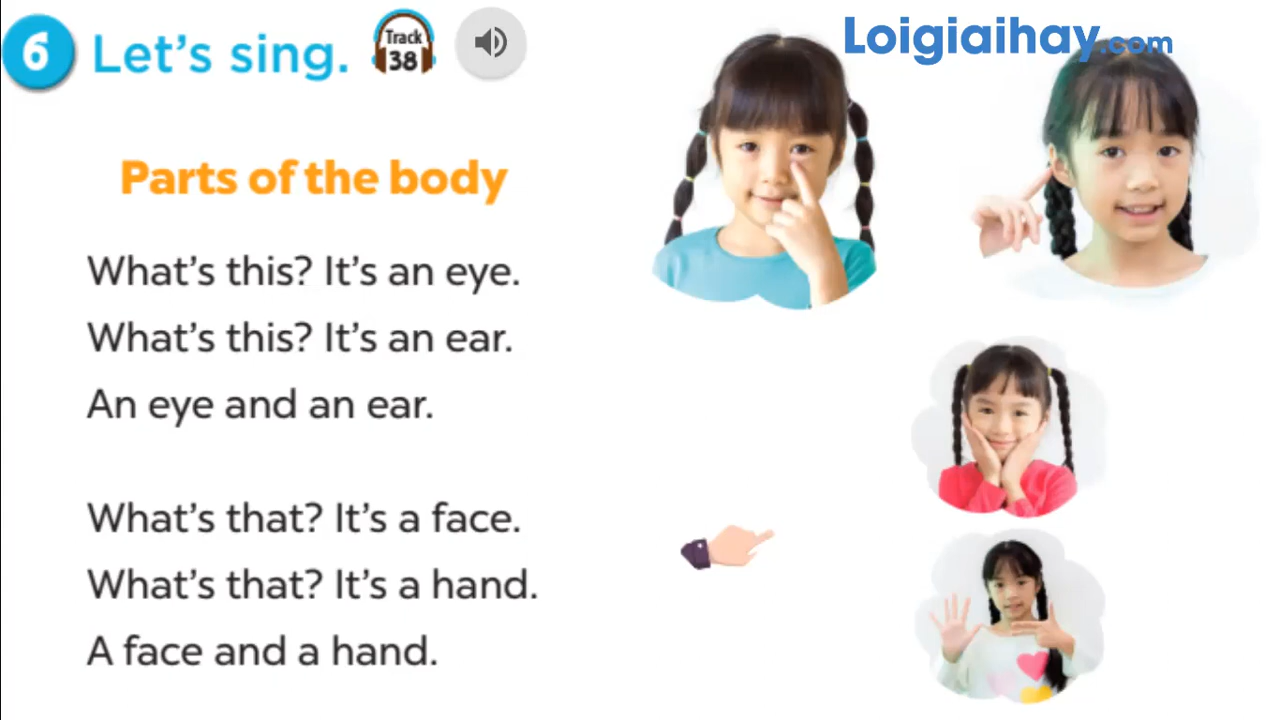 6 Let's sing.
Track
38
Loigiaihay.com
Parts of the body
What's this? It's an eye.
What's this? It's an ear.
An eye and an ear.
What's that? It's a face.
What's that? It's a hand.
A face and a hand.